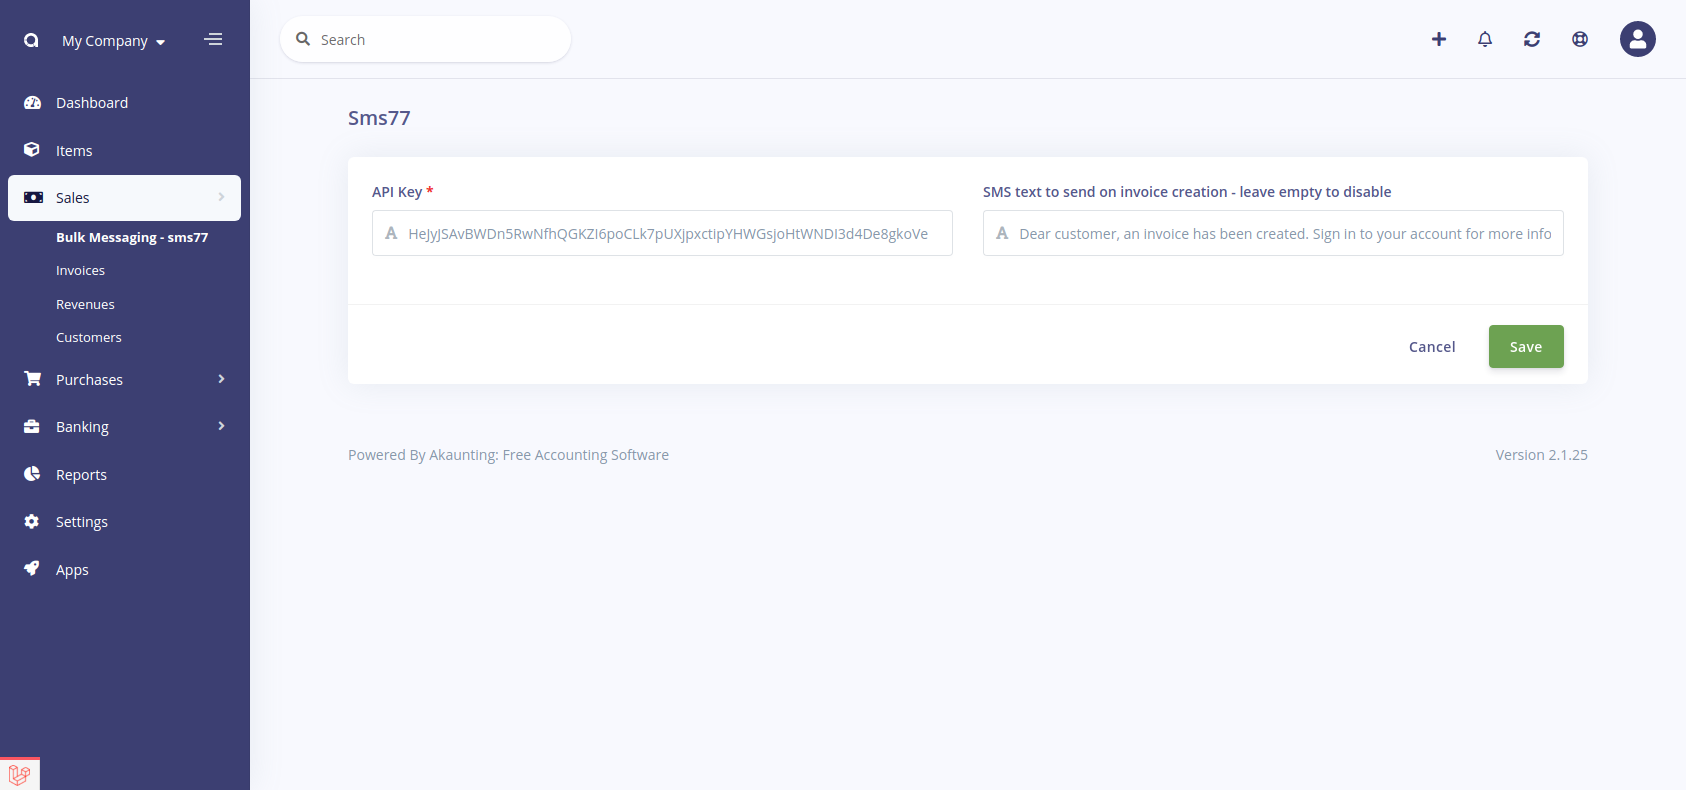 My Company
Search
Dashboard
Items
Sales
Bulk Messaging - sms77
Invoices
Revenues
Customers
Purchases
Banking
Reports
Settings
Apps
Sms77
API Key *
HeJyJSAvBWDn5RwNfhQGKZI6poCLk7pUXjpxctipYHWGsjoHtWNDI3d4De8gkoVe
SMS text to send on invoice creation - leave empty to disable
Dear customer, an invoice has been created. Sign in to your account for more info
Cancel
Save
Powered By Akaunting: Free Accounting Software
Version 2.1.25